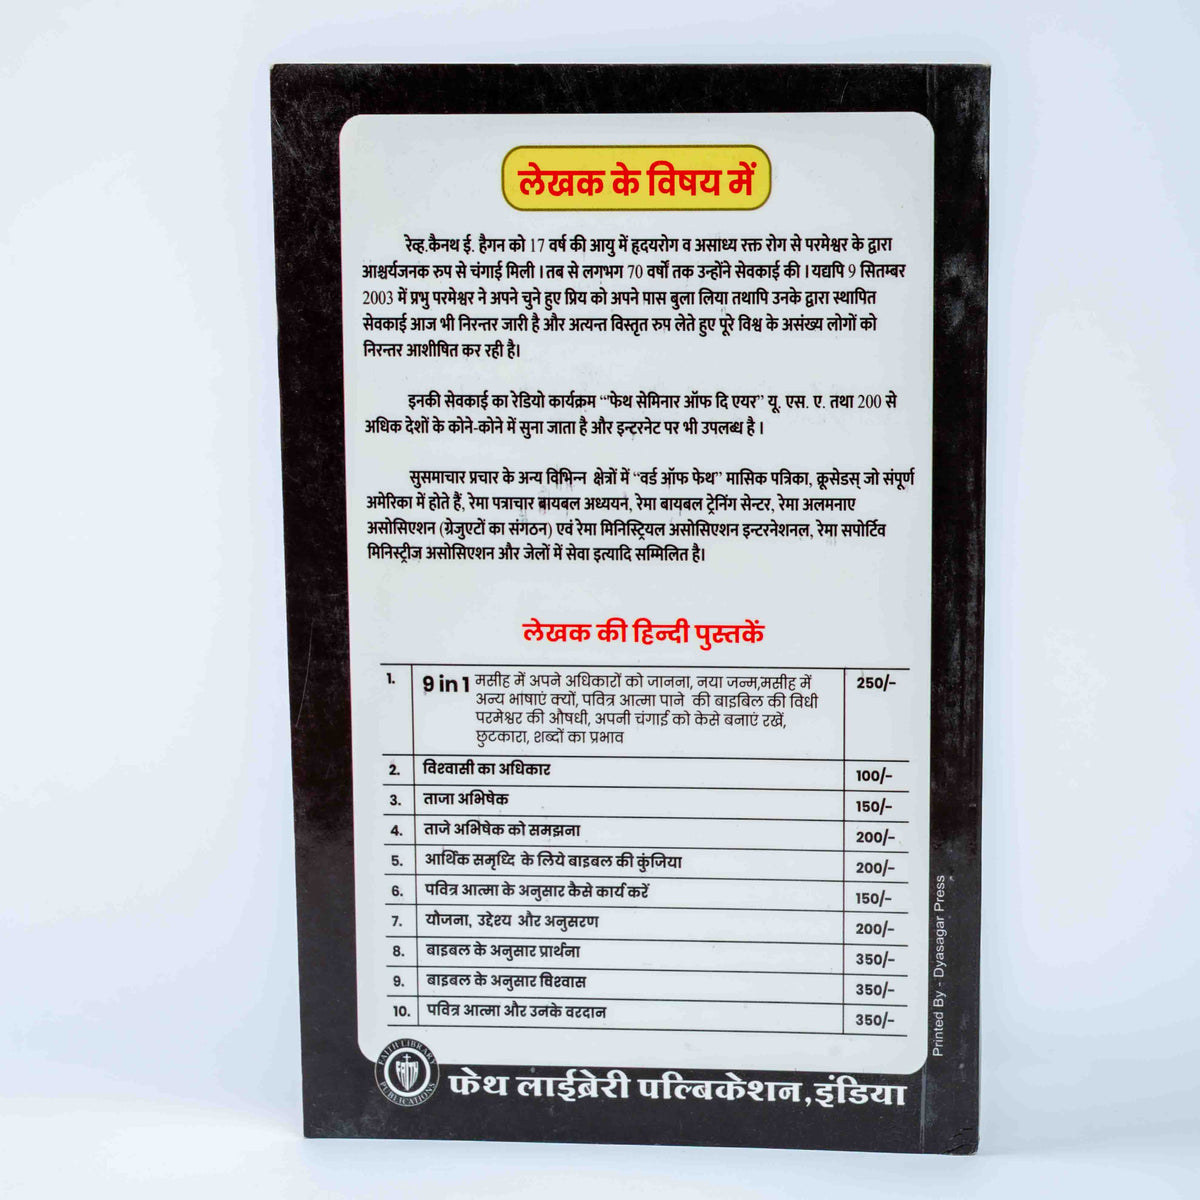 लेखक के विषय में
रेव्ह.कैनथ ई. हैगन को 17 वर्ष की आयु में हृदयरोग व असाध्य रक्त रोग से परमेश्वर के द्वारा
आश्चर्यजनक रुप से चंगाई मिली । तब से लगभग 70 वर्षों तक उन्होंने सेवकाई की । यद्यपि 9 सितम्बर
2003 में प्रभु परमेश्वर ने अपने चुने हुए प्रिय को अपने पास बुला लिया तथापि उनके द्वारा स्थापित
सेवकाई आज भी निरन्तर जारी है और अत्यन्त विस्तृत रुप लेते हुए पूरे विश्व के असंख्य लोगों को
निरन्तर आशीषित कर रही है।
इनकी सेवकाई का रेडियो कार्यक्रम “फेथ सेमिनार ऑफ दि एयर” यू. एस. ए. तथा 200 से
अधिक देशों के कोने-कोने में सुना जाता है और इन्टरनेट पर भी उपलब्ध है ।
सुसमाचार प्रचार के अन्य विभिन्न क्षेत्रों में “वर्ड ऑफ फेथ” मासिक पत्रिका, क्रूसेडस् जो संपूर्ण
अमेरिका में होते हैं, रेमा पत्राचार बायबल अध्ययन, रेमा बायबल ट्रेनिंग सेन्टर, रेमा अलमनाए
असोसिएशन (ग्रेजुएटों का संगठन) एवं रेमा मिनिस्ट्रियल असोसिएशन इन्टरनेशनल, रेमा सपोर्टिव
मिनिस्ट्रीज असोसिएशन और जेलों में सेवा इत्यादि सम्मिलित है।
लेखक की हिन्दी पुस्तकें
1. 9 in 1 मसीह में अपने अधिकारों को जानना, नया जन्म,मसीह में 250/-
अन्य भांषाएं क्यों, पवित्र आत्मा पाने की बाइबिल की विधी
परमेश्वर की औषधी, अपनी चंगाई को केसे बनाएं रखें,
छुटकारा, शब्दों का प्रभाव
2. विश्वासी का अधिकार 100/-
3. ताजा अभिषेक 150/-
4. ताजे अभिषेक को समझना 200/-
5. आर्थिक समृध्दि के लिये बाइबल की कुंजिया 200/-
6. पवित्र आत्मा के अनुसार कैसे कार्य करें 150/-
7. यौजना, उद्देश्य और अनुसरण 200/-
8. बाइबल के अनुसार प्रार्थना 350/-
9. बाइबल के अनुसार विश्वास 350/-
10. पवित्र आत्मा और उनके वरदान 350/-
Printed By - Dyasagar Press
FAITH LIBRARY
FAITH
PUBLICATIONS
फेथ लाईब्रेरी पल्बिकेशन,इंडिया